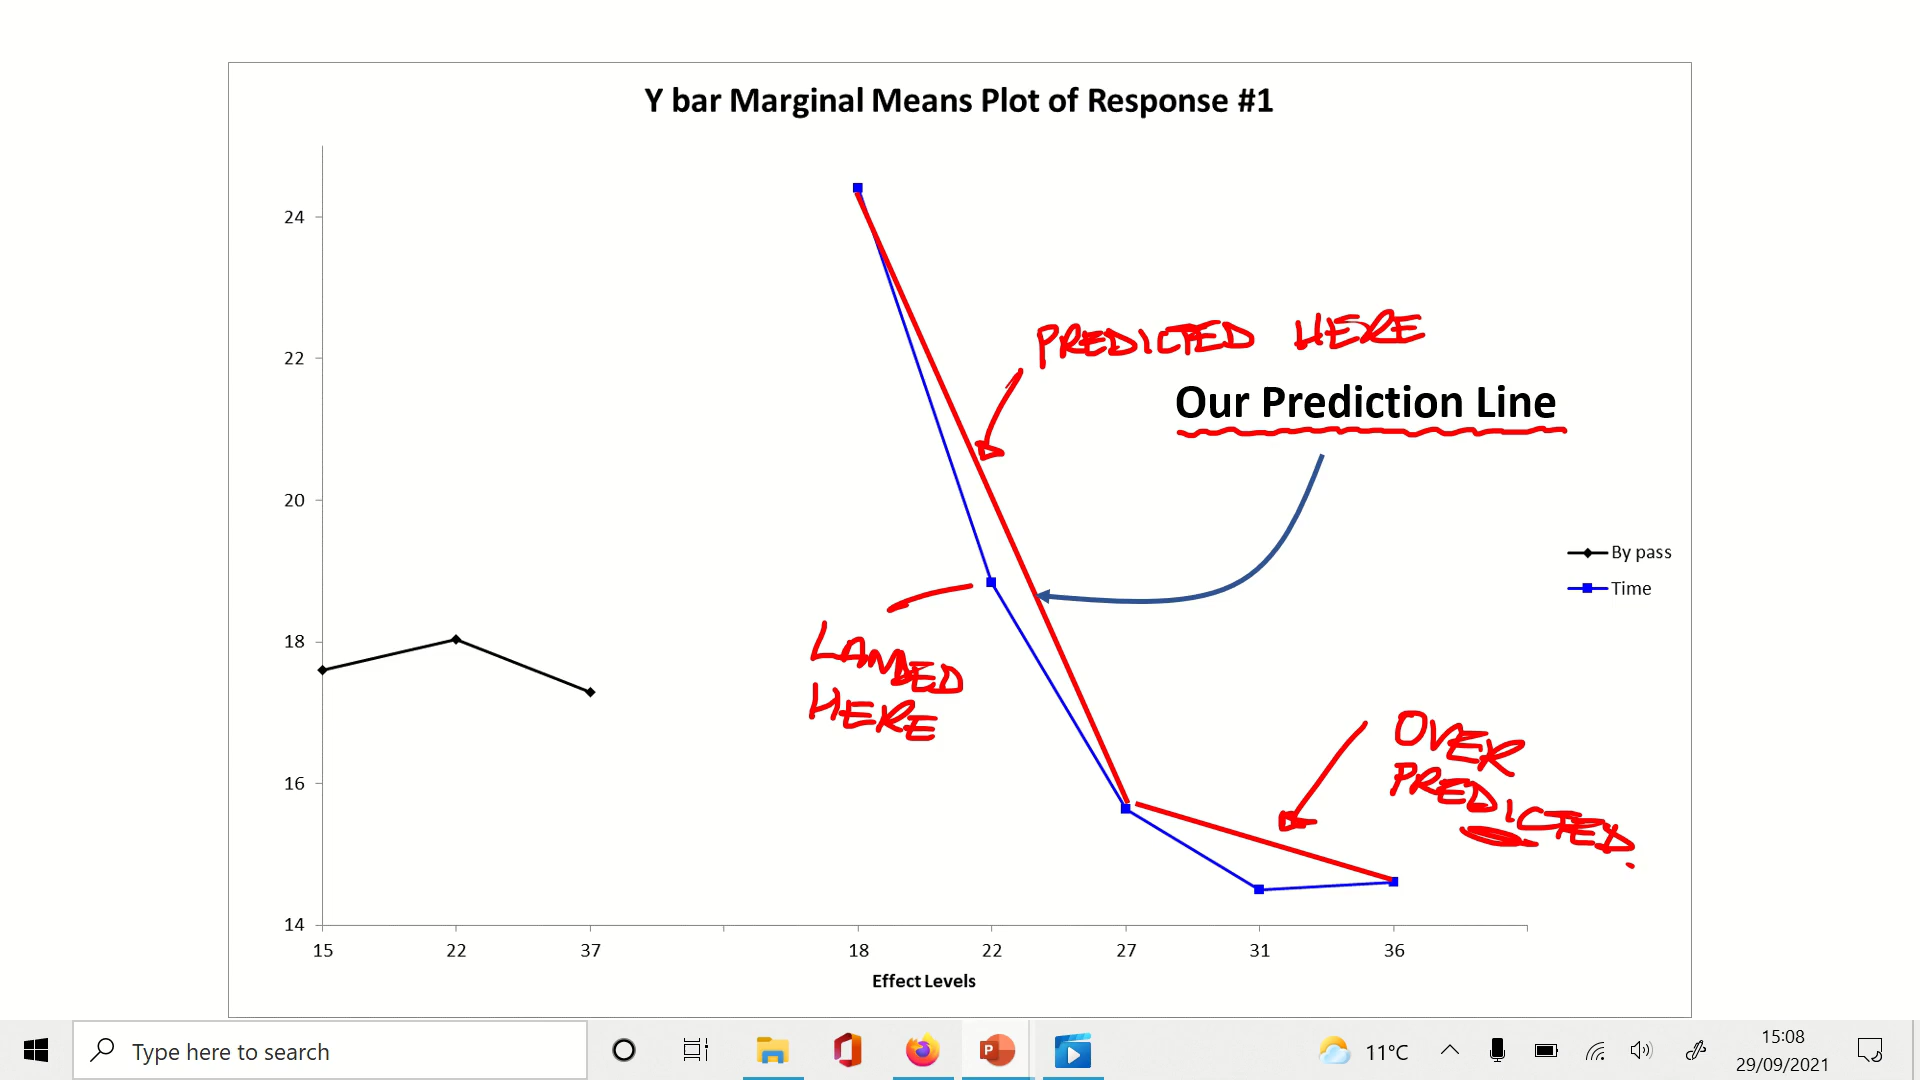 Y bar Marginal Means Plot of Response #1
24
22
20
18
16
14
PREDICTED HERE
Our Prediction Line
By pass
Time
LANDED
HERE
OVER
PREDICTED.
15 22 37 18 22 27 31 36
Effect Levels
Type here to search
P
11°C
15:08
29/09/2021